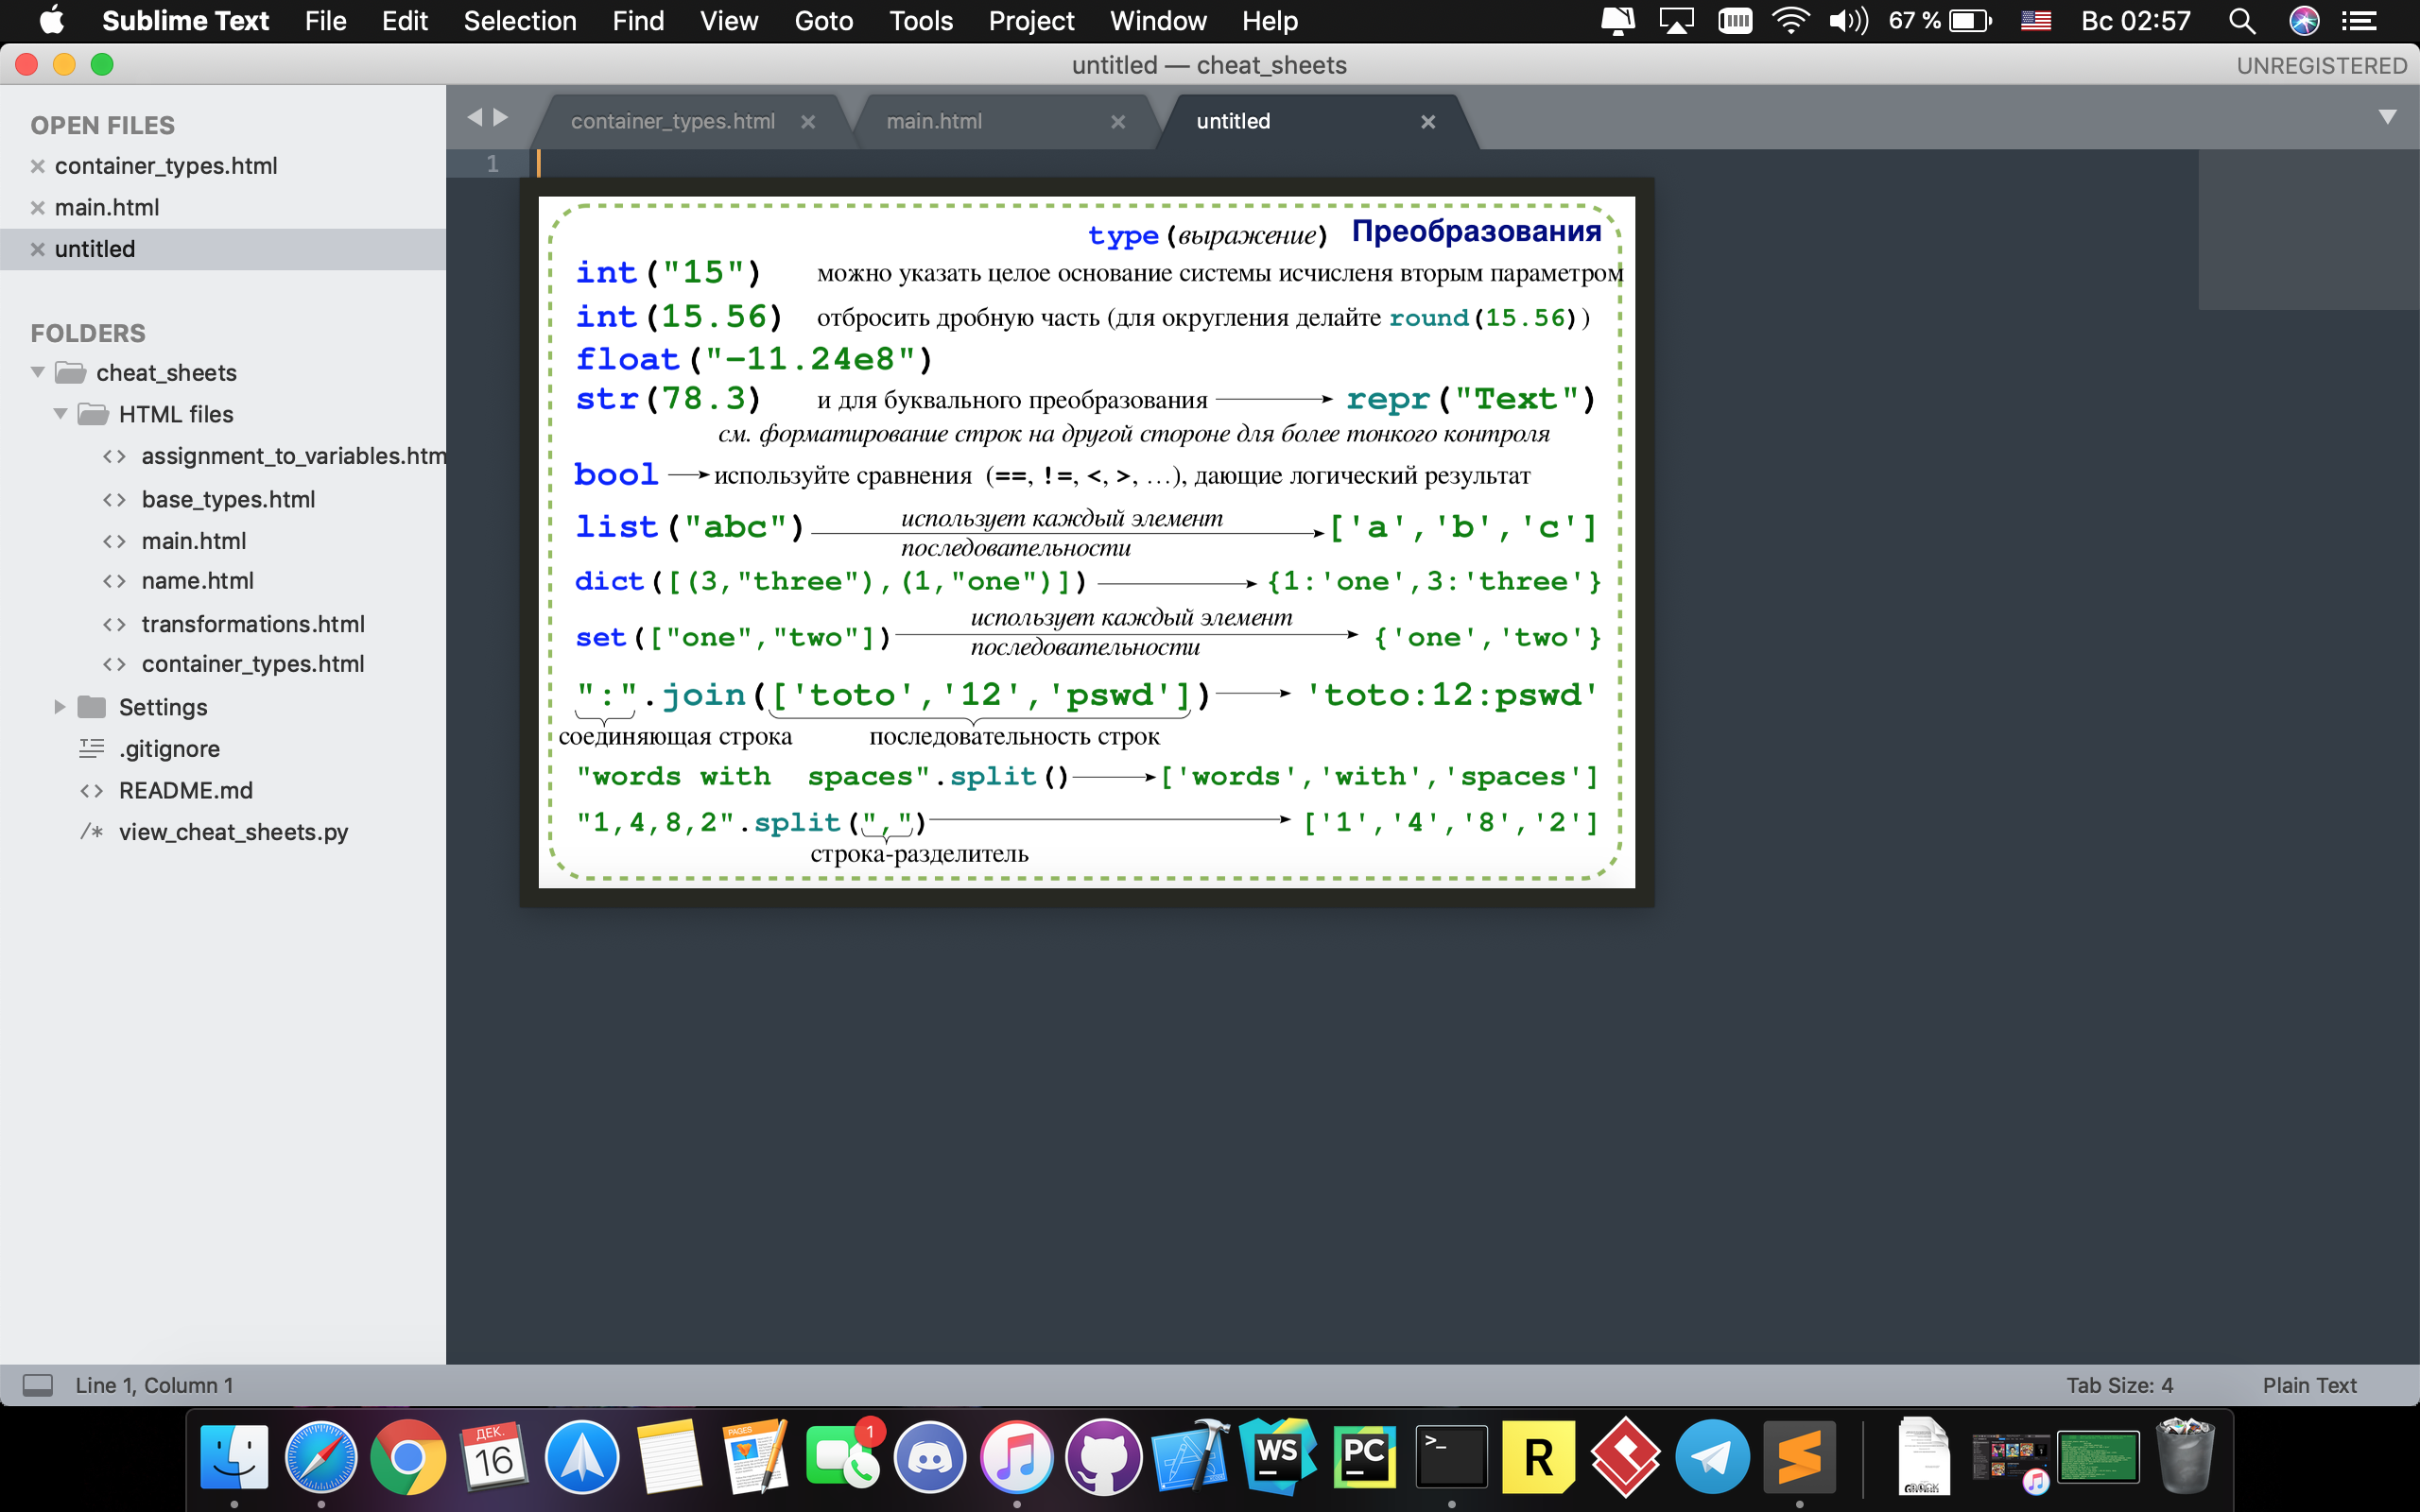 Sublime Text File Edit Selection Find View Goto Tools Project Window Help 67 % Вс 02:57
untitled — cheat_sheets UNREGISTERED
OPEN FILES
container_types.html
main.html
untitled
FOLDERS
cheat_sheets
HTML files
assignment_to_variables.htm
base_types.html
main.html
name.html
transformations.html
container_types.html
Settings
.gitignore
README.md
view_cheat_sheets.py
container_types.html main.html untitled
1
type(выражение) Преобразования
int("15") можно указать целое основание системы исчисленя вторым параметром
int(15.56) отбросить дробную часть (для округления делайте round(15.56))
float("-11.24e8")
str(78.3) и для буквального преобразования repr("Text")
см. форматирование строк на другой стороне для более тонкого контроля
bool используйте сравнения (==, !=, <, >, …), дающие логический результат
list("abc") использует каждый элемент последовательности ['a','b','c']
dict([(3,"three"),(1,"one")]) {1:'one',3:'three'}
set(["one","two"]) использует каждый элемент последовательности {'one','two'}
":".join(['toto','12','pswd']) 'toto:12:pswd'
соединяющая строка последовательность строк
"words with  spaces".split() ['words','with','spaces']
"1,4,8,2".split(",") ['1','4','8','2']
строка-разделитель
Line 1, Column 1 Tab Size: 4 Plain Text
ДЕК.
16
PAGES
1
WS
PC
>_
R